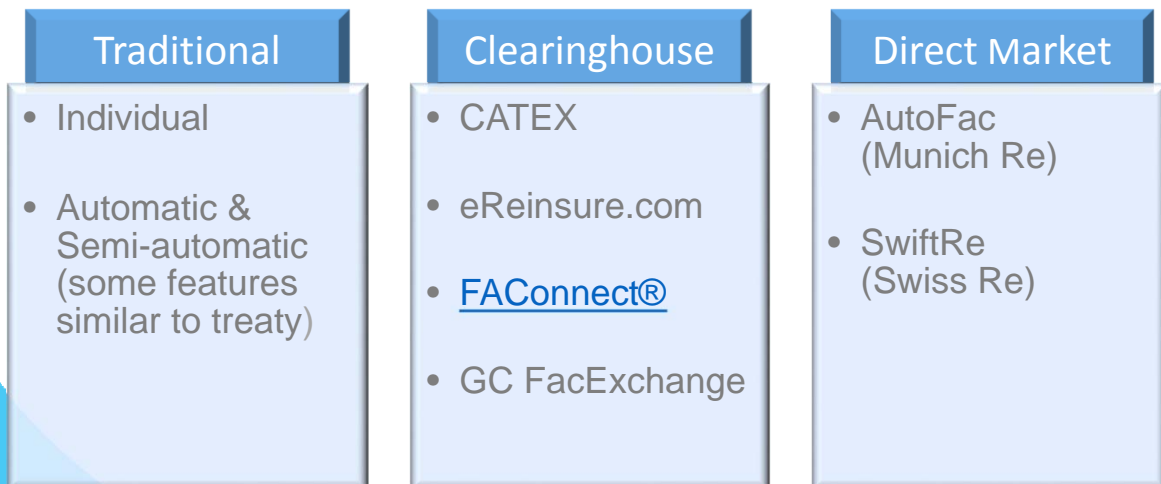 Traditional
• Individual
• Automatic &
Semi-automatic
(some features
similar to treaty)
Clearinghouse
• CATEX
• eReinsure.com
• FAConnect®
• GC FacExchange
Direct Market
• AutoFac
(Munich Re)
• SwiftRe
(Swiss Re)